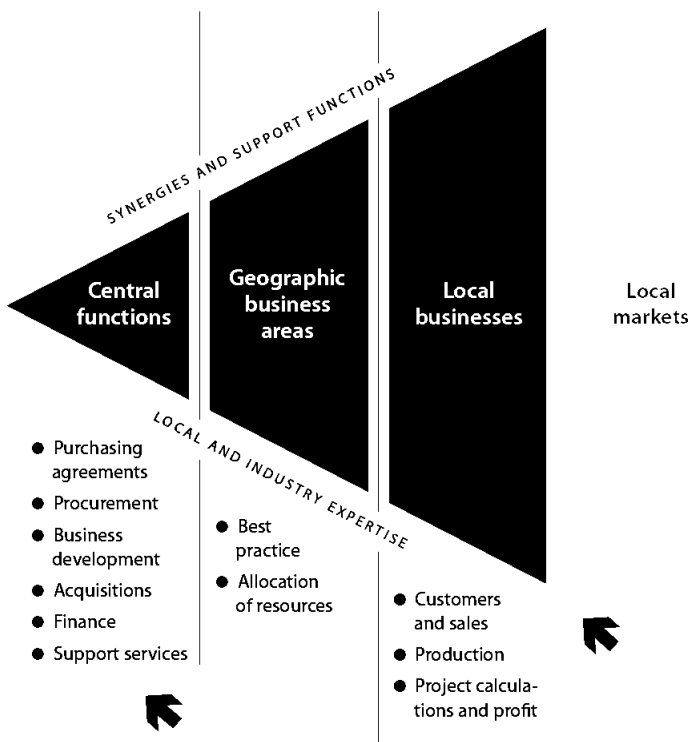 SYNERGIES AND SUPPORT FUNCTIONS
Central
functions
Geographic
business
areas
Local
businesses
Local
markets
LOCAL AND INDUSTRY EXPERTISE
● Purchasing
agreements
● Procurement
● Business
development
● Acquisitions
● Finance
● Support services
● Best
practice
● Allocation
of resources
● Customers
and sales
● Production
● Project calcula-
tions and profit